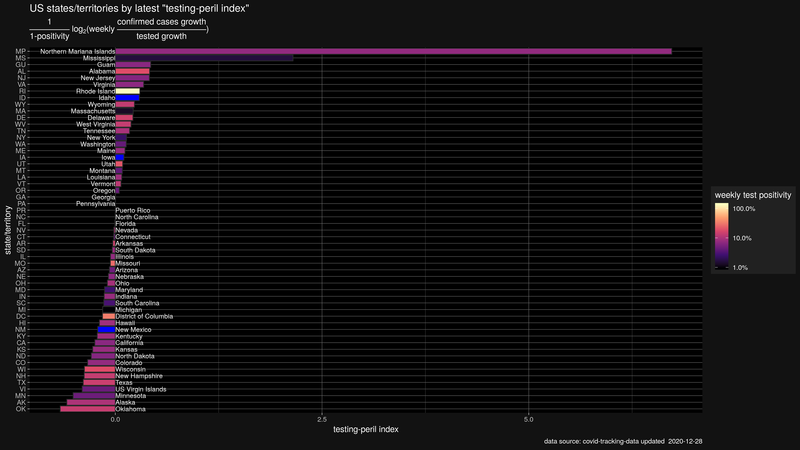 US states/territories by latest "testing-peril index"
1
1-positivity
log2(weekly
confirmed cases growth
tested growth
)
MP Northern Mariana Islands
MS Mississippi
GU Guam
AL Alabama
NJ New Jersey
VA Virginia
RI Rhode Island
ID Idaho
WY Wyoming
MA Massachusetts
DE Delaware
WV West Virginia
TN Tennessee
NY New York
WA Washington
ME Maine
IA Iowa
UT Utah
MT Montana
LA Louisiana
VT Vermont
OR Oregon
GA Georgia
PA Pennsylvania
PR Puerto Rico
NC North Carolina
FL Florida
NV Nevada
CT Connecticut
AR Arkansas
SD South Dakota
IL Illinois
MO Missouri
AZ Arizona
NE Nebraska
OH Ohio
MD Maryland
IN Indiana
SC South Carolina
MI Michigan
DC District of Columbia
HI Hawaii
NM New Mexico
KY Kentucky
CA California
KS Kansas
ND North Dakota
CO Colorado
WI Wisconsin
NH New Hampshire
TX Texas
VI US Virgin Islands
MN Minnesota
AK Alaska
OK Oklahoma
state/territory
0.0 2.5 5.0
testing-peril index
weekly test positivity
100.0%
10.0%
1.0%
data source: covid-tracking-data updated 2020-12-28